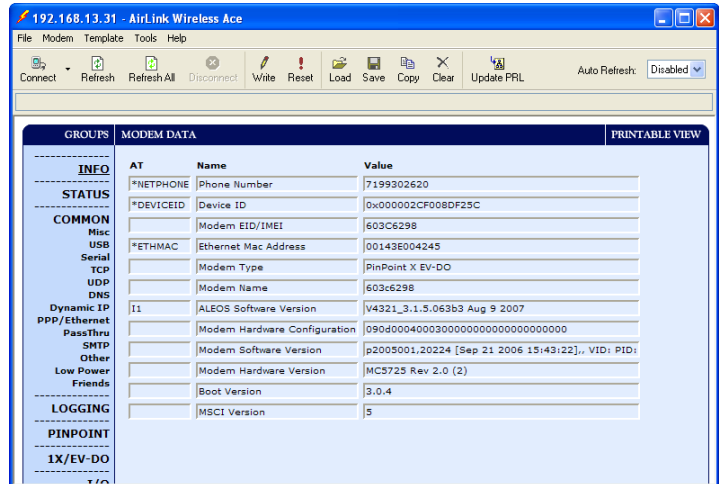 192.168.13.31 - AirLink Wireless Ace
File Modem Template Tools Help
Connect Refresh Refresh All Disconnect Write Reset Load Save Copy Clear Update PRL Auto Refresh: Disabled
GROUPS MODEM DATA PRINTABLE VIEW
INFO
STATUS
COMMON
Misc
USB
Serial
TCP
UDP
DNS
Dynamic IP
PPP/Ethernet
PassThru
SMTP
Other
Low Power
Friends
LOGGING
PINPOINT
1X/EV-DO
I/O
AT Name Value
*NETPHONE Phone Number 7199302620
*DEVICEID Device ID 0x000002CF008DF25C
Modem EID/IMEI 603C6298
*ETHMAC Ethernet Mac Address 00143E004245
Modem Type PinPoint X EV-DO
Modem Name 603c6298
I1 ALEOS Software Version V4321_3.1.5.063b3 Aug 9 2007
Modem Hardware Configuration 090d00040003000000000000000000
Modem Software Version p2005001,20224 [Sep 21 2006 15:43:22],, VID: PID:
Modem Hardware Version MC5725 Rev 2.0 (2)
Boot Version 3.0.4
MSCI Version 5